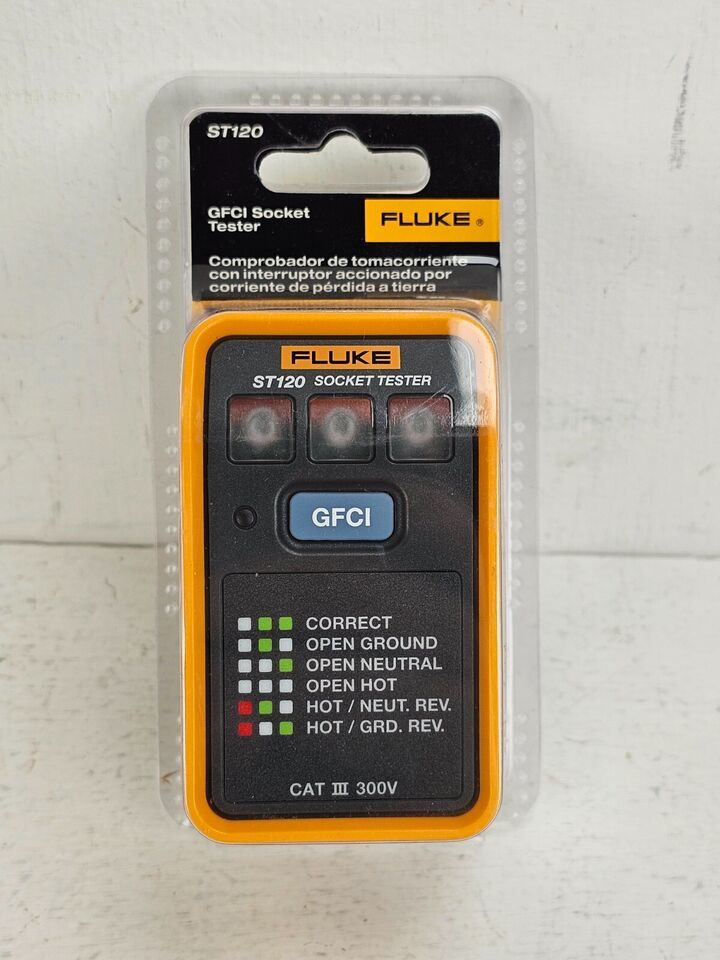 ST120
GFCI Socket
Tester
FLUKE®
Comprobador de tomacorriente
con interruptor accionado por
corriente de pérdida a tierra
FLUKE
ST120 SOCKET TESTER
GFCI
CORRECT
OPEN GROUND
OPEN NEUTRAL
OPEN HOT
HOT / NEUT. REV.
HOT / GRD. REV.
CAT III 300V